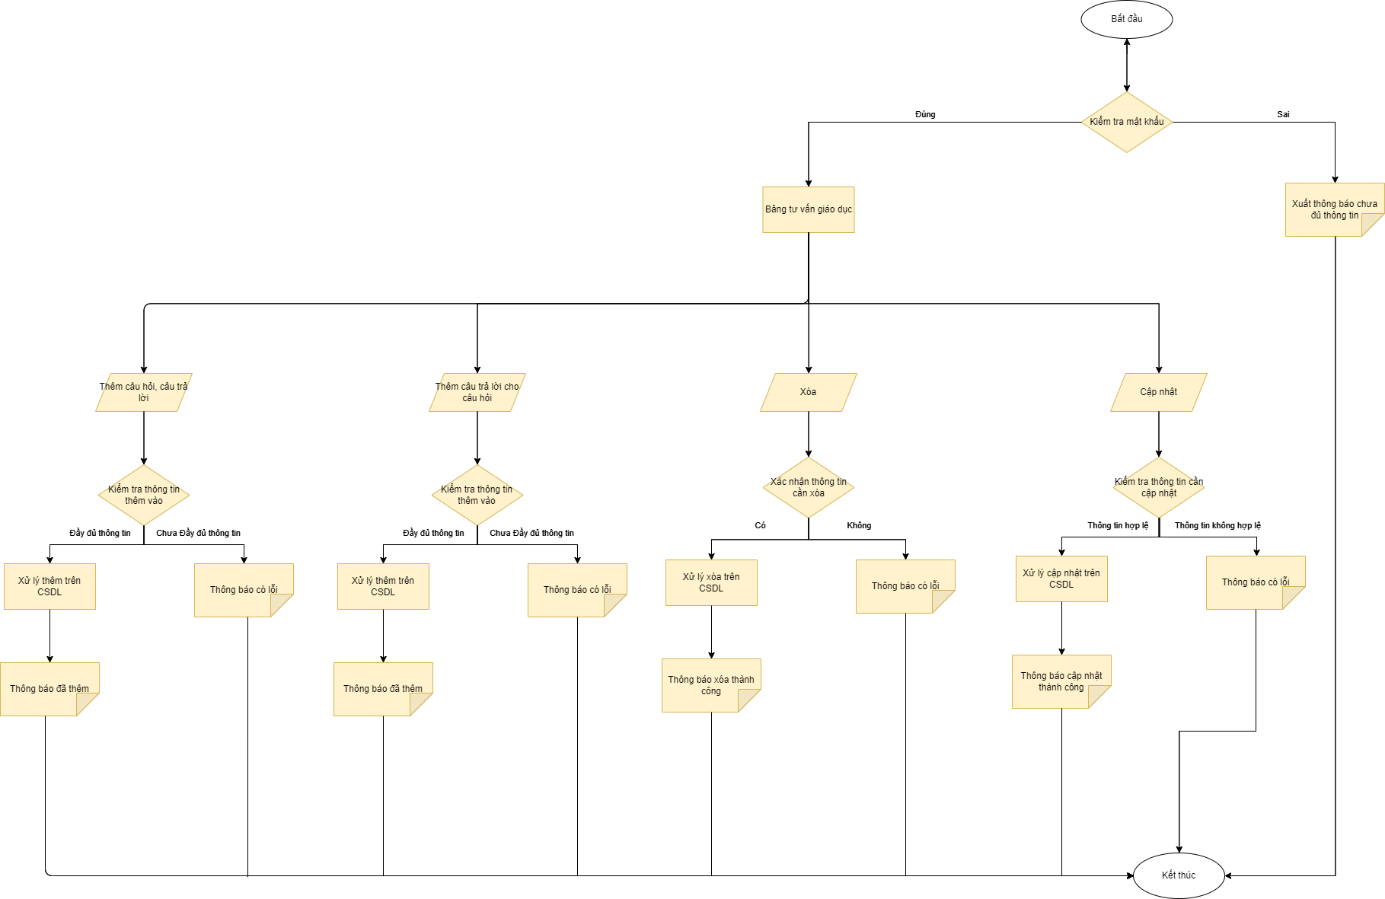 Bắt đầu
Đúng
Kiểm tra mật khẩu
Sai
Bảng tư vấn giáo dục
Xuất thông báo chưa
đủ thông tin
Thêm câu hỏi, câu trả
lời
Thêm câu trả lời cho
câu hỏi
Xóa
Cập nhật
Kiểm tra thông tin
thêm vào
Kiểm tra thông tin
thêm vào
Xác nhận thông tin
cần xóa
Kiểm tra thông tin cần
cập nhật
Đầy đủ thông tin
Chưa Đầy đủ thông tin
Đầy đủ thông tin
Chưa Đầy đủ thông tin
Có
Không
Thông tin hợp lệ
Thông tin không hợp lệ
Xử lý thêm trên
CSDL
Thông báo có lỗi
Xử lý thêm trên
CSDL
Thông báo có lỗi
Xử lý xóa trên
CSDL
Thông báo có lỗi
Xử lý cập nhật trên
CSDL
Thông báo có lỗi
Thông báo đã thêm
Thông báo đã thêm
Thông báo xóa thành
công
Thông báo cập nhật
thành công
Kết thúc